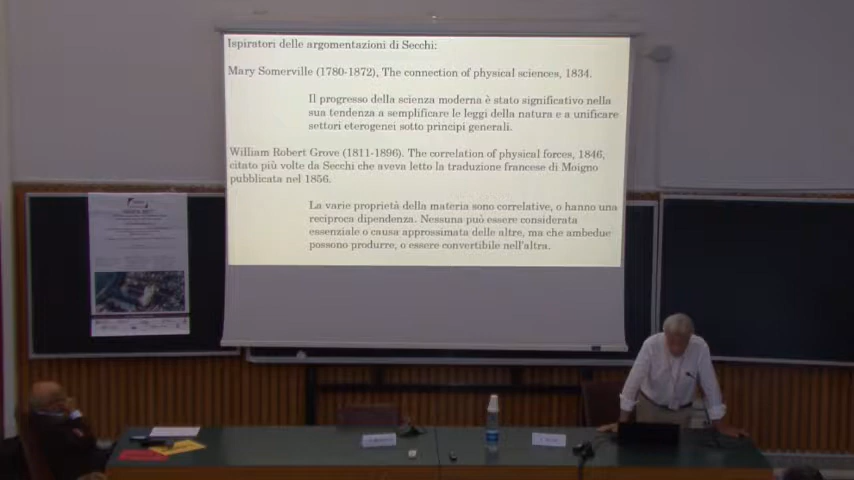 Ispiratori delle argomentazioni di Secchi:
Mary Somerville (1780-1872), The connection of physical sciences, 1834.
Il progresso della scienza moderna è stato significativo nella
sua tendenza a semplificare le leggi della natura e a unificare
settori eterogenei sotto principi generali.
William Robert Grove (1811-1896). The correlation of physical forces, 1846,
citato più volte da Secchi che aveva letto la traduzione francese di Moigno
pubblicata nel 1856.
La varie proprietà della materia sono correlative, o hanno una
reciproca dipendenza. Nessuna può essere considerata
essenziale o causa approssimata delle altre, ma che ambedue
possono produrre, o essere convertibile nell'altra.